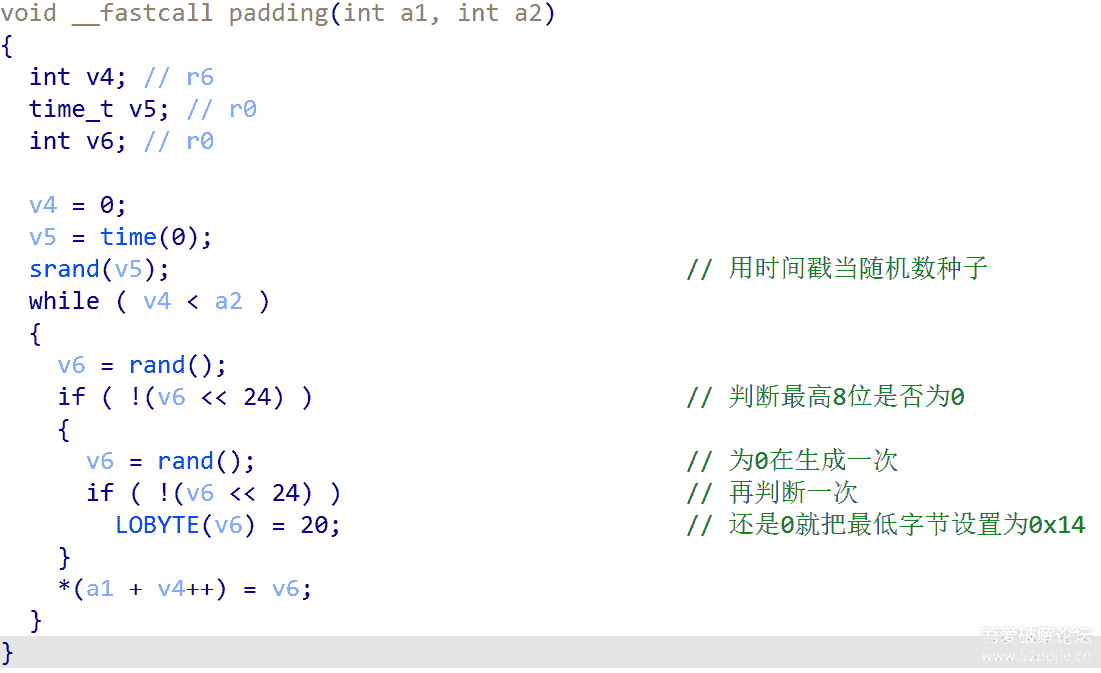 void __fastcall padding(int a1, int a2)
{
  int v4; // r6
  time_t v5; // r0
  int v6; // r0

  v4 = 0;
  v5 = time(0);
  srand(v5); // 用时间戳当随机数种子
  while ( v4 < a2 )
  {
    v6 = rand();
    if ( !(v6 << 24) ) // 判断最高8位是否为0
    {
      v6 = rand(); // 为0在生成一次
      if ( !(v6 << 24) ) // 再判断一次
        LOBYTE(v6) = 20; // 还是0就把最低字节设置为0x14
    }
    *(a1 + v4++) = v6;
  }
}
吾爱破解论坛
www.52pojie.cn